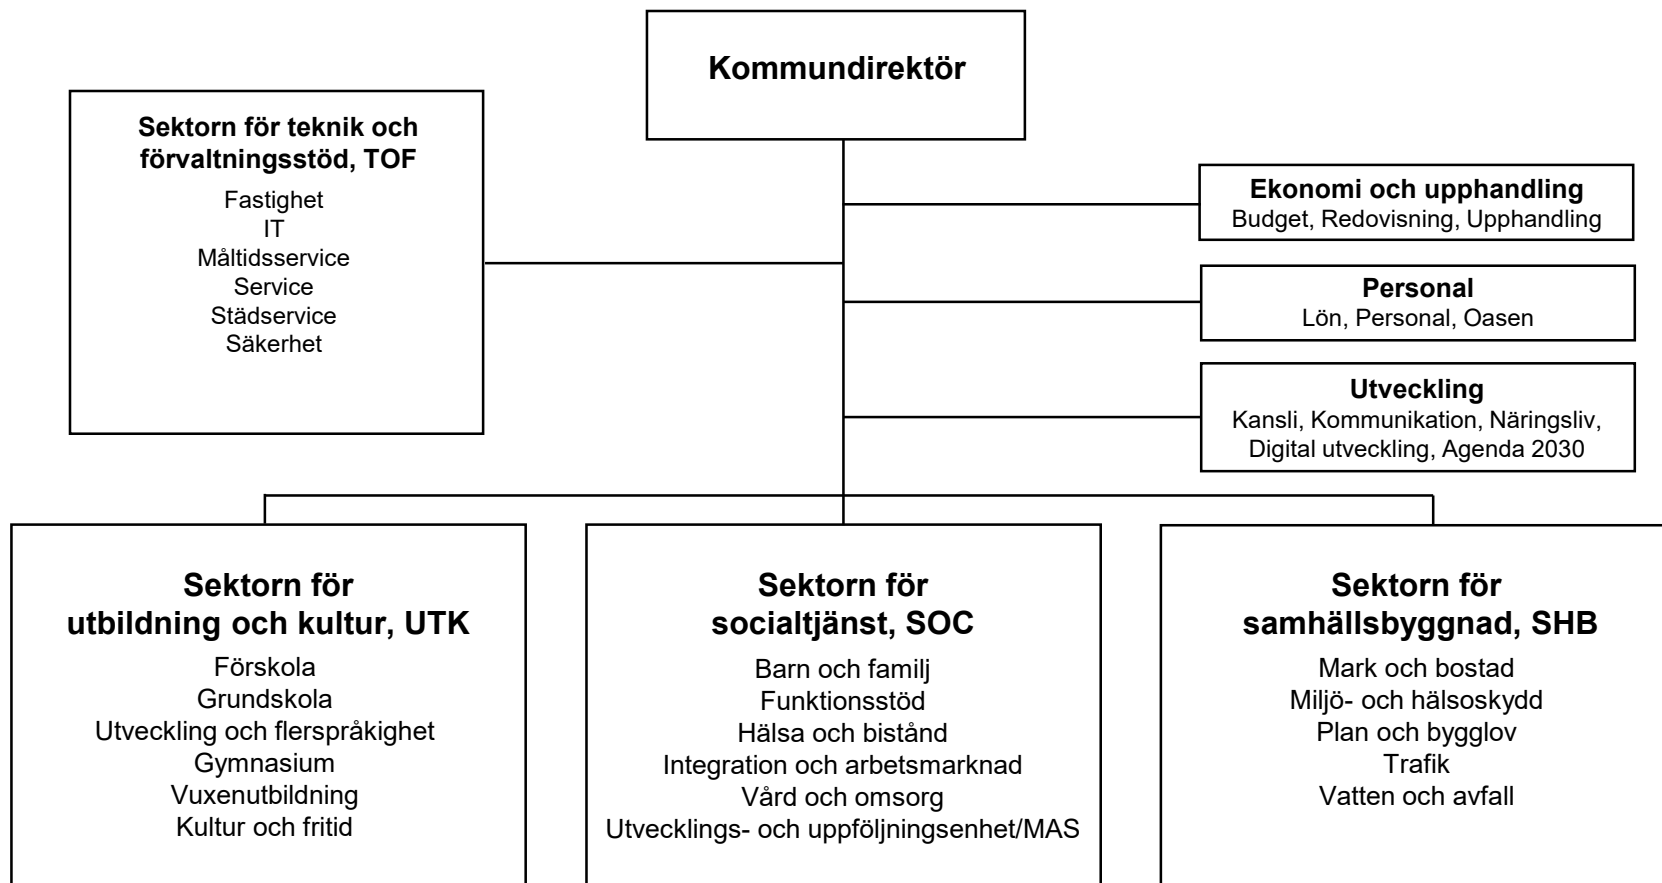 Kommundirektör
Sektorn för teknik och
förvaltningsstöd, TOF
Fastighet
IT
Måltidsservice
Service
Städservice
Säkerhet
Ekonomi och upphandling
Budget, Redovisning, Upphandling
Personal
Lön, Personal, Oasen
Utveckling
Kansli, Kommunikation, Näringsliv,
Digital utveckling, Agenda 2030
Sektorn för
utbildning och kultur, UTK
Förskola
Grundskola
Utveckling och flerspråkighet
Gymnasium
Vuxenutbildning
Kultur och fritid
Sektorn för
socialtjänst, SOC
Barn och familj
Funktionsstöd
Hälsa och bistånd
Integration och arbetsmarknad
Vård och omsorg
Utvecklings- och uppföljningsenhet/MAS
Sektorn för
samhällsbyggnad, SHB
Mark och bostad
Miljö- och hälsoskydd
Plan och bygglov
Trafik
Vatten och avfall